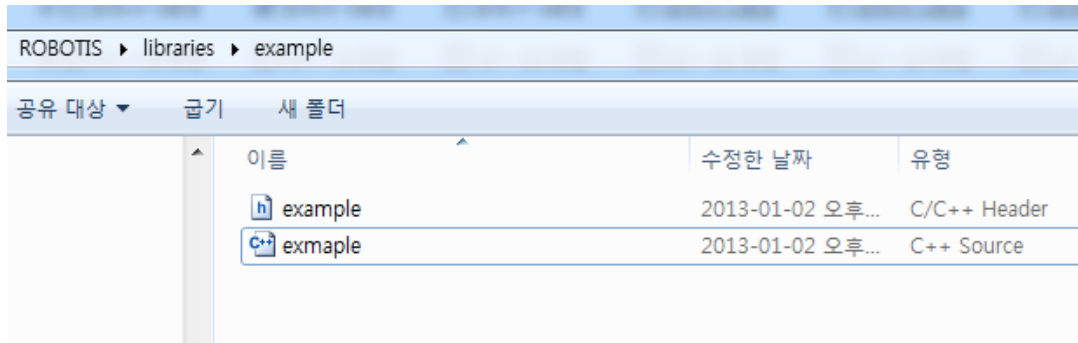 ROBOTIS ▸ libraries ▸ example
공유 대상 ▼ 굽기 새 폴더
이름 수정한 날짜 유형
example 2013-01-02 오후... C/C++ Header
exmaple 2013-01-02 오후... C++ Source